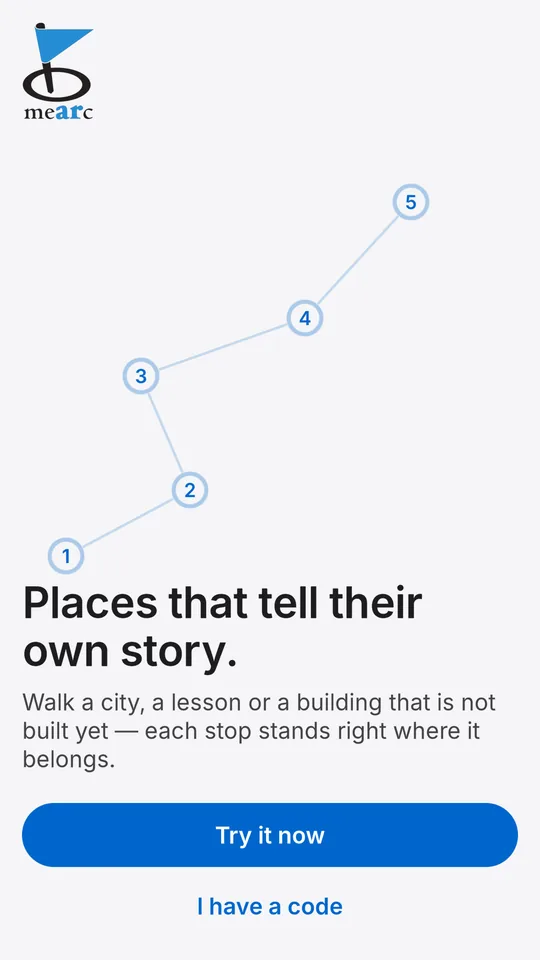 mearc
5
4
3
2
1
Places that tell their
own story.
Walk a city, a lesson or a building that is not
built yet — each stop stands right where it
belongs.
Try it now
I have a code